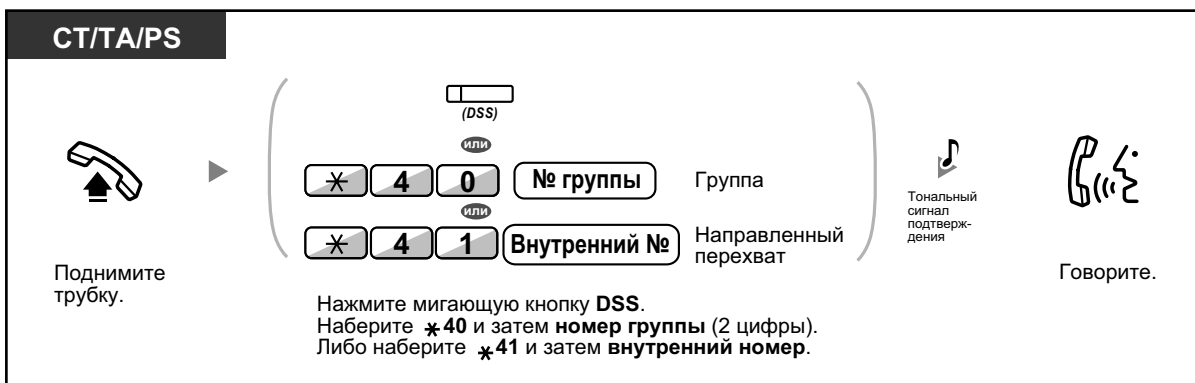 CT/TA/PS
(DSS)
или
* 4 0 № группы Группа
или
* 4 1 Внутренний № Направленный
перехват
Тональный
сигнал
подтверж-
дения
Поднимите
трубку.
Говорите.
Нажмите мигающую кнопку DSS.
Наберите *40 и затем номер группы (2 цифры).
Либо наберите *41 и затем внутренний номер.